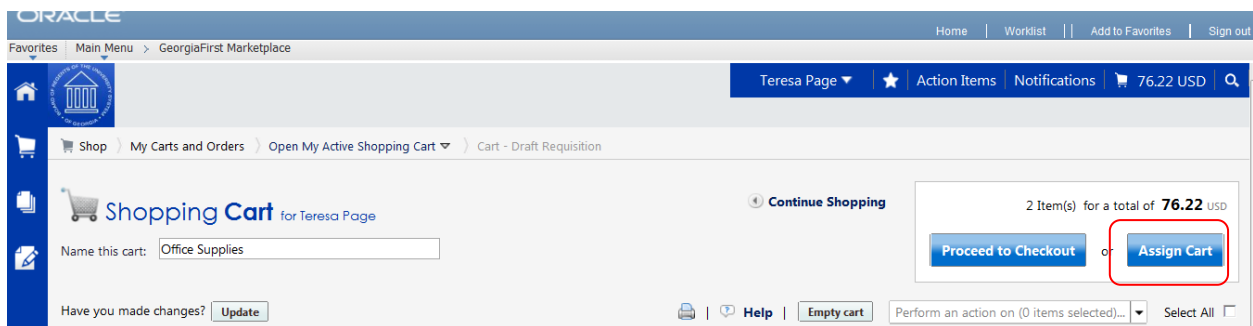 ORACLE
Home | Worklist | | Add to Favorites | Sign out
Favorites Main Menu > GeorgiaFirst Marketplace
Teresa Page Action Items Notifications 76.22 USD
Shop My Carts and Orders Open My Active Shopping Cart Cart - Draft Requisition
Shopping Cart for Teresa Page
Continue Shopping
2 Item(s) for a total of 76.22 USD
Name this cart: Office Supplies
Proceed to Checkout or Assign Cart
Have you made changes? Update
Help | Empty cart Perform an action on (0 items selected)... Select All